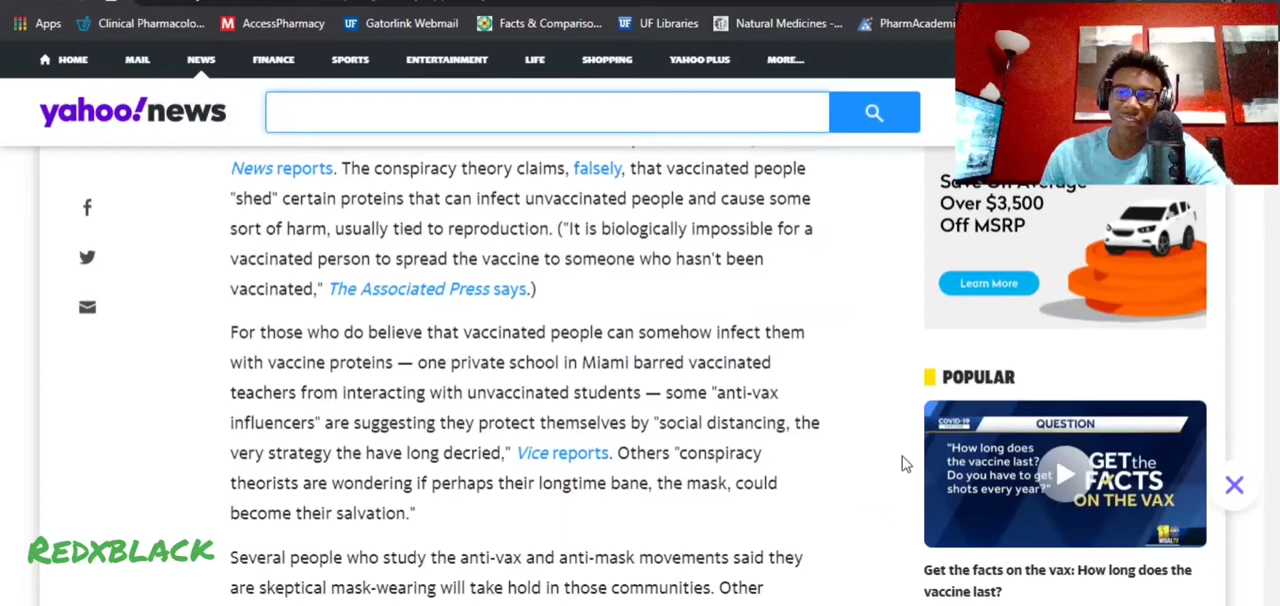 Apps Clinical Pharmacolo... M AccessPharmacy UF Gatorlink Webmail Facts & Compariso... UF UF Libraries Natural Medicines -... PharmAcademi
HOME MAIL NEWS FINANCE SPORTS ENTERTAINMENT LIFE SHOPPING YAHOO PLUS MORE...
yahoo!news
News reports. The conspiracy theory claims, falsely, that vaccinated people
"shed" certain proteins that can infect unvaccinated people and cause some
sort of harm, usually tied to reproduction. ("It is biologically impossible for a
vaccinated person to spread the vaccine to someone who hasn't been
vaccinated," The Associated Press says.)
For those who do believe that vaccinated people can somehow infect them
with vaccine proteins — one private school in Miami barred vaccinated
teachers from interacting with unvaccinated students — some "anti-vax
influencers" are suggesting they protect themselves by "social distancing, the
very strategy the have long decried," Vice reports. Others "conspiracy
theorists are wondering if perhaps their longtime bane, the mask, could
become their salvation."
Several people who study the anti-vax and anti-mask movements said they
are skeptical mask-wearing will take hold in those communities. Other
REDXBLACK
Save On Average
Over $3,500
Off MSRP
Learn More
POPULAR
COVID-19
QUESTION
"How long does
the vaccine last?
Do you have to get
shots every year?"
GET the
FACTS
ON THE VAX
11
WBALTV
Get the facts on the vax: How long does the
vaccine last?